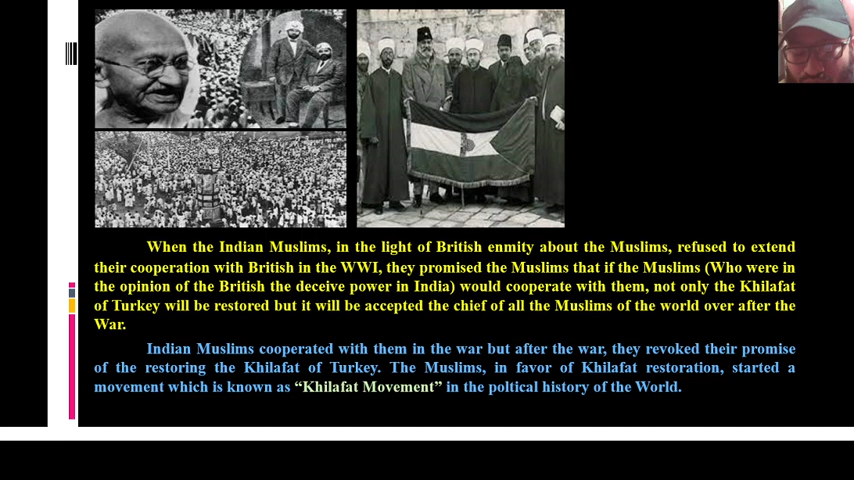 When the Indian Muslims, in the light of British enmity about the Muslims, refused to extend
their cooperation with British in the WWI, they promised the Muslims that if the Muslims (Who were in
the opinion of the British the deceive power in India) would cooperate with them, not only the Khilafat
of Turkey will be restored but it will be accepted the chief of all the Muslims of the world over after the
War.
Indian Muslims cooperated with them in the war but after the war, they revoked their promise
of the restoring the Khilafat of Turkey. The Muslims, in favor of Khilafat restoration, started a
movement which is known as “Khilafat Movement” in the poltical history of the World.